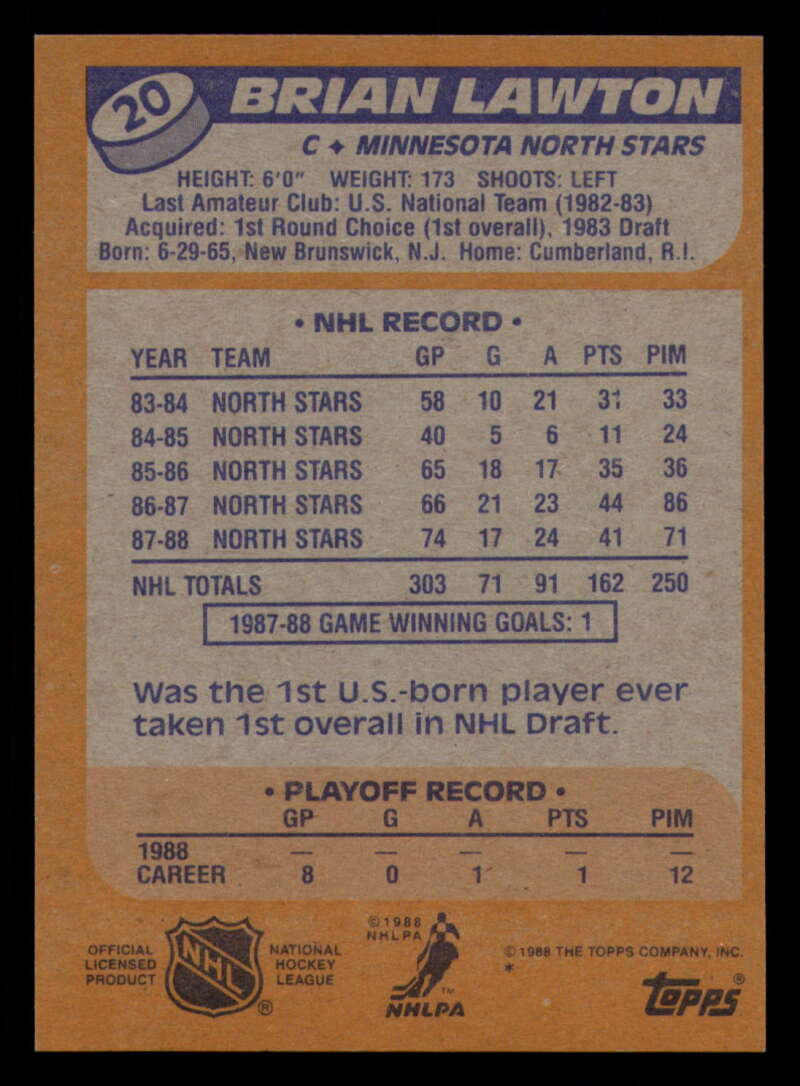 20
BRIAN LAWTON
C ✦ MINNESOTA NORTH STARS
HEIGHT: 6'0" WEIGHT: 173 SHOOTS: LEFT
Last Amateur Club: U.S. National Team (1982-83)
Acquired: 1st Round Choice (1st overall), 1983 Draft
Born: 6-29-65, New Brunswick, N.J. Home: Cumberland, R.I.
• NHL RECORD •
YEAR TEAM GP G A PTS PIM
83-84 NORTH STARS 58 10 21 31 33
84-85 NORTH STARS 40 5 6 11 24
85-86 NORTH STARS 65 18 17 35 36
86-87 NORTH STARS 66 21 23 44 86
87-88 NORTH STARS 74 17 24 41 71
NHL TOTALS 303 71 91 162 250
1987-88 GAME WINNING GOALS: 1
Was the 1st U.S.-born player ever
taken 1st overall in NHL Draft.
• PLAYOFF RECORD •
GP G A PTS PIM
1988 — — — — —
CAREER 8 0 1 1 12
OFFICIAL
LICENSED
PRODUCT
NHL
®
NATIONAL
HOCKEY
LEAGUE
©1988
NHLPA
TM
NHLPA
© 1988 THE TOPPS COMPANY, INC.
*
topps®